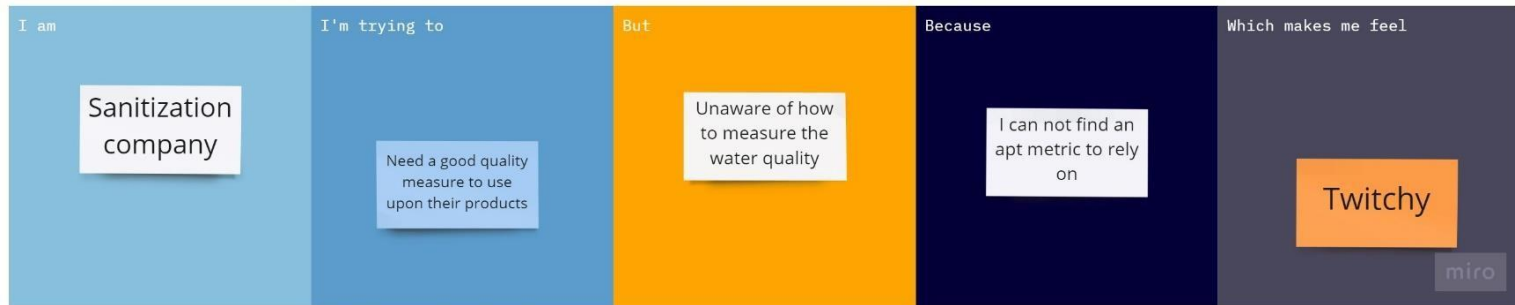 I am
Sanitization
company
I'm trying to
Need a good quality
measure to use
upon their products
But
Unaware of how
to measure the
water quality
Because
I can not find an
apt metric to rely
on
Which makes me feel
Twitchy
miro